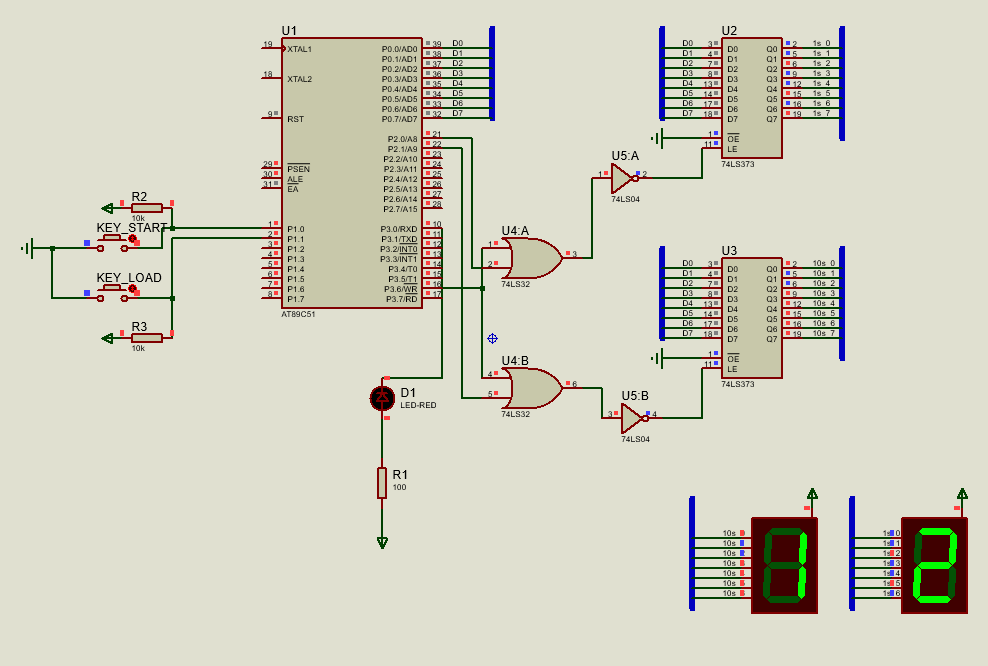 U1
19 XTAL1
18 XTAL2
9 RST
29 PSEN
30 ALE
31 EA
1 P1.0
2 P1.1
3 P1.2
4 P1.3
5 P1.4
6 P1.5
7 P1.6
8 P1.7
P0.0/AD0 39 D0
P0.1/AD1 38 D1
P0.2/AD2 37 D2
P0.3/AD3 36 D3
P0.4/AD4 35 D4
P0.5/AD5 34 D5
P0.6/AD6 33 D6
P0.7/AD7 32 D7
P2.0/A8 21
P2.1/A9 22
P2.2/A10 23
P2.3/A11 24
P2.4/A12 25
P2.5/A13 26
P2.6/A14 27
P2.7/A15 28
P3.0/RXD 10
P3.1/TXD 11
P3.2/INT0 12
P3.3/INT1 13
P3.4/T0 14
P3.5/T1 15
P3.6/WR 16
P3.7/RD 17
AT89C51
R2
10k
KEY_START
KEY_LOAD
R3
10k
D1
LED-RED
R1
100
U4:A
1
2
3
74LS32
U4:B
4
5
6
74LS32
U5:A
1 2
74LS04
U5:B
3 4
74LS04
U2
D0 3 D0 Q0 2 1s 0
D1 4 D1 Q1 5 1s 1
D2 7 D2 Q2 6 1s 2
D3 8 D3 Q3 9 1s 3
D4 13 D4 Q4 12 1s 4
D5 14 D5 Q5 15 1s 5
D6 17 D6 Q6 16 1s 6
D7 18 D7 Q7 19 1s 7
1 OE
11 LE
74LS373
U3
D0 3 D0 Q0 2 10s 0
D1 4 D1 Q1 5 10s 1
D2 7 D2 Q2 6 10s 2
D3 8 D3 Q3 9 10s 3
D4 13 D4 Q4 12 10s 4
D5 14 D5 Q5 15 10s 5
D6 17 D6 Q6 16 10s 6
D7 18 D7 Q7 19 10s 7
1 OE
11 LE
74LS373
10s
10s
10s
10s
10s
10s
10s
1
1s 0
1s 1
1s 2
1s 3
1s 4
1s 5
1s 6
2